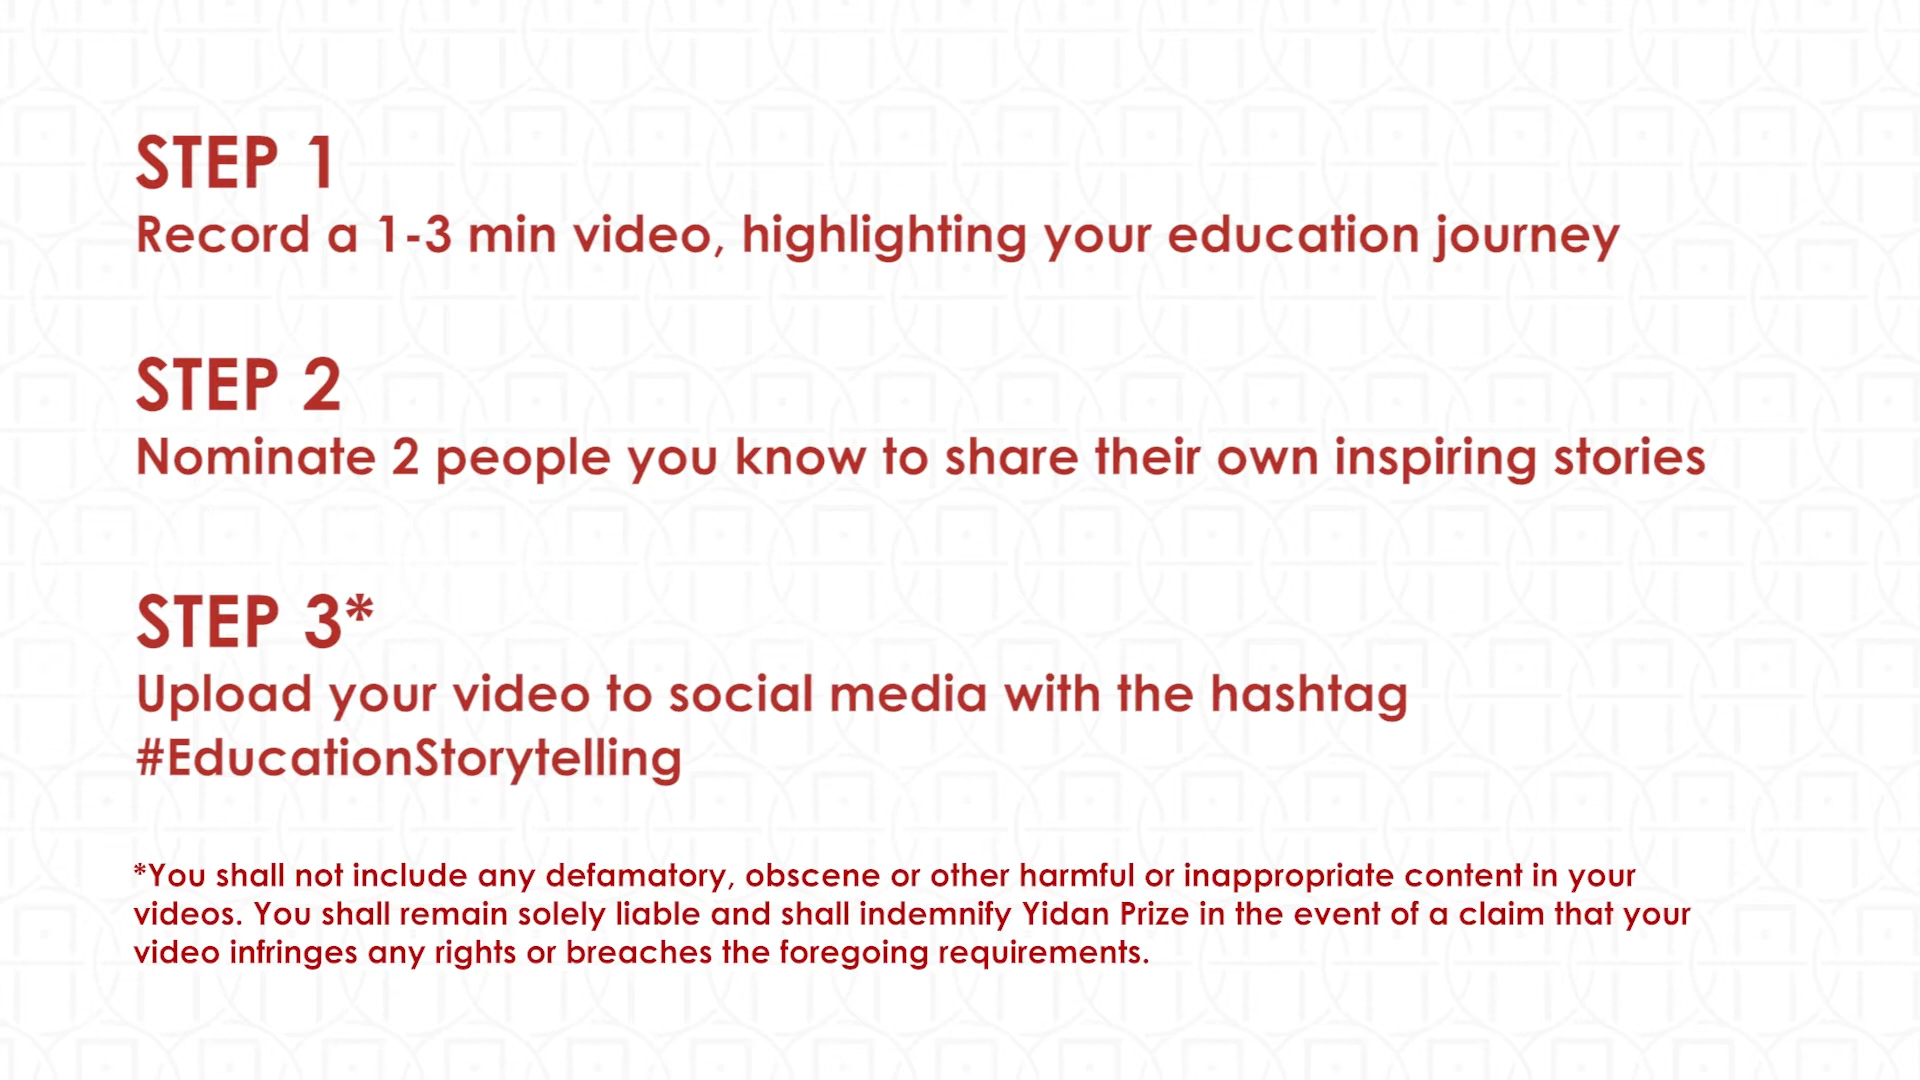 STEP 1
Record a 1-3 min video, highlighting your education journey
STEP 2
Nominate 2 people you know to share their own inspiring stories
STEP 3*
Upload your video to social media with the hashtag
#EducationStorytelling
*You shall not include any defamatory, obscene or other harmful or inappropriate content in your
videos. You shall remain solely liable and shall indemnify Yidan Prize in the event of a claim that your
video infringes any rights or breaches the foregoing requirements.